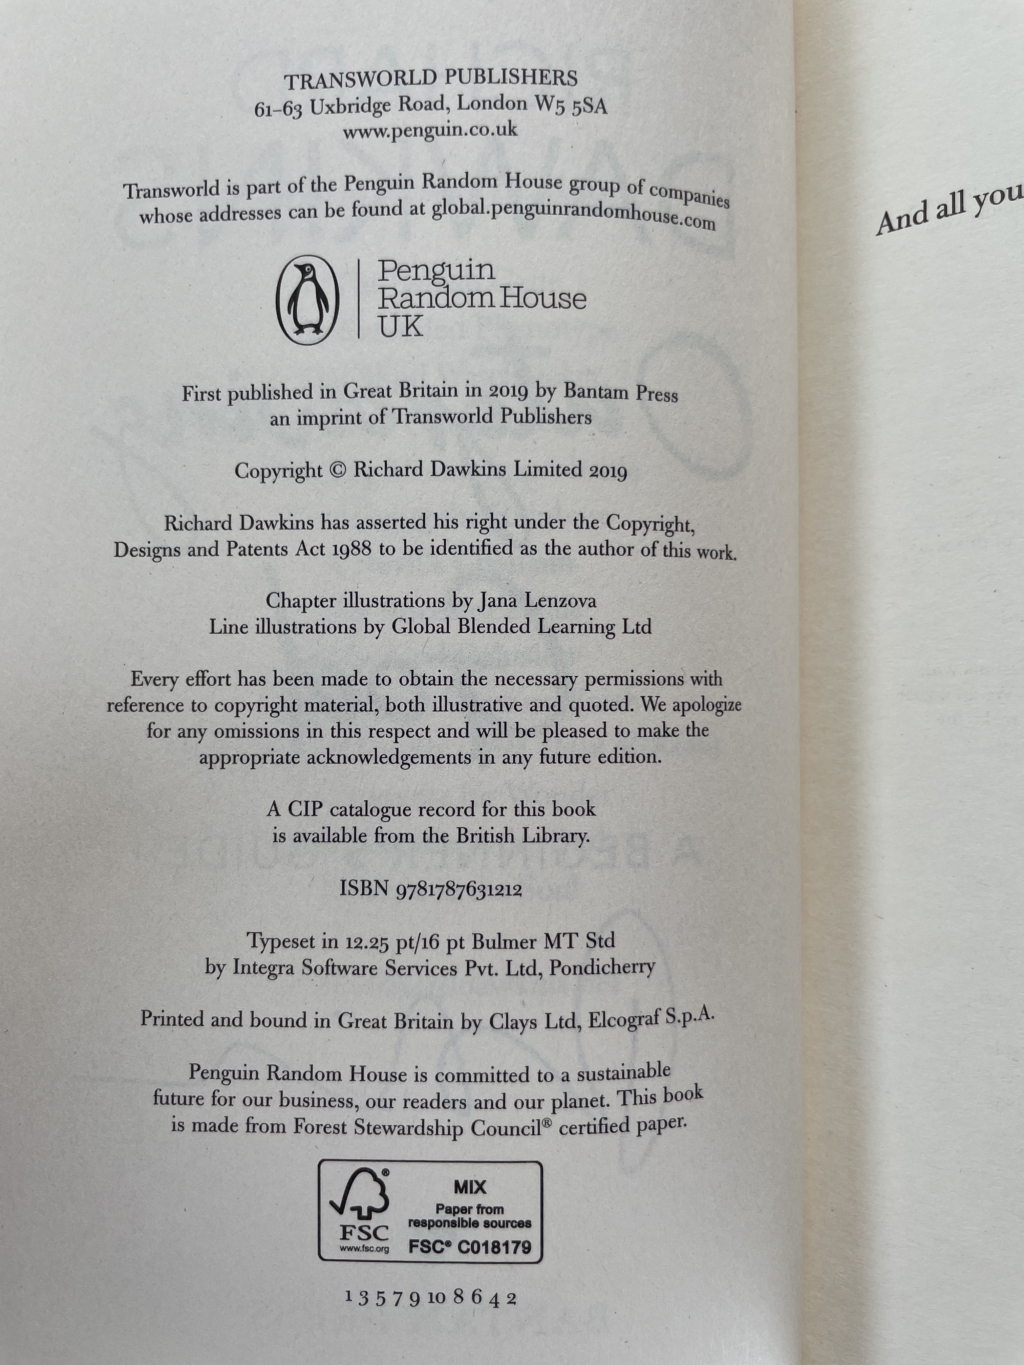 TRANSWORLD PUBLISHERS
61–63 Uxbridge Road, London W5 5SA
www.penguin.co.uk
Transworld is part of the Penguin Random House group of companies
whose addresses can be found at global.penguinrandomhouse.com
Penguin
Random House
UK
First published in Great Britain in 2019 by Bantam Press
an imprint of Transworld Publishers
Copyright © Richard Dawkins Limited 2019
Richard Dawkins has asserted his right under the Copyright,
Designs and Patents Act 1988 to be identified as the author of this work.
Chapter illustrations by Jana Lenzova
Line illustrations by Global Blended Learning Ltd
Every effort has been made to obtain the necessary permissions with
reference to copyright material, both illustrative and quoted. We apologize
for any omissions in this respect and will be pleased to make the
appropriate acknowledgements in any future edition.
A CIP catalogue record for this book
is available from the British Library.
ISBN 9781787631212
Typeset in 12.25 pt/16 pt Bulmer MT Std
by Integra Software Services Pvt. Ltd, Pondicherry
Printed and bound in Great Britain by Clays Ltd, Elcograf S.p.A.
Penguin Random House is committed to a sustainable
future for our business, our readers and our planet. This book
is made from Forest Stewardship Council® certified paper.
FSC®
www.fsc.org
MIX
Paper from
responsible sources
FSC® C018179
1 3 5 7 9 10 8 6 4 2
And all you